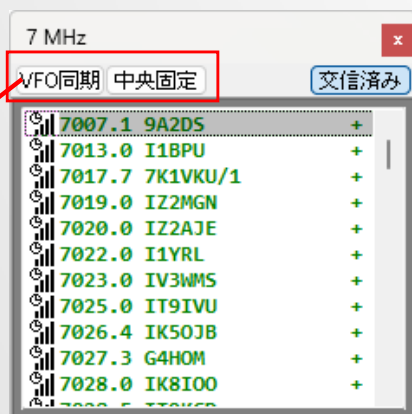 7 MHz
x
VFO同期 中央固定 交信済み
7007.1 9A2DS +
7013.0 I1BPU +
7017.7 7K1VKU/1 +
7019.0 IZ2MGN +
7020.0 IZ2AJE +
7022.0 I1YRL +
7023.0 IV3WMS +
7025.0 IT9IVU +
7026.4 IK5OJB +
7027.3 G4HOM +
7028.0 IK8IOO +